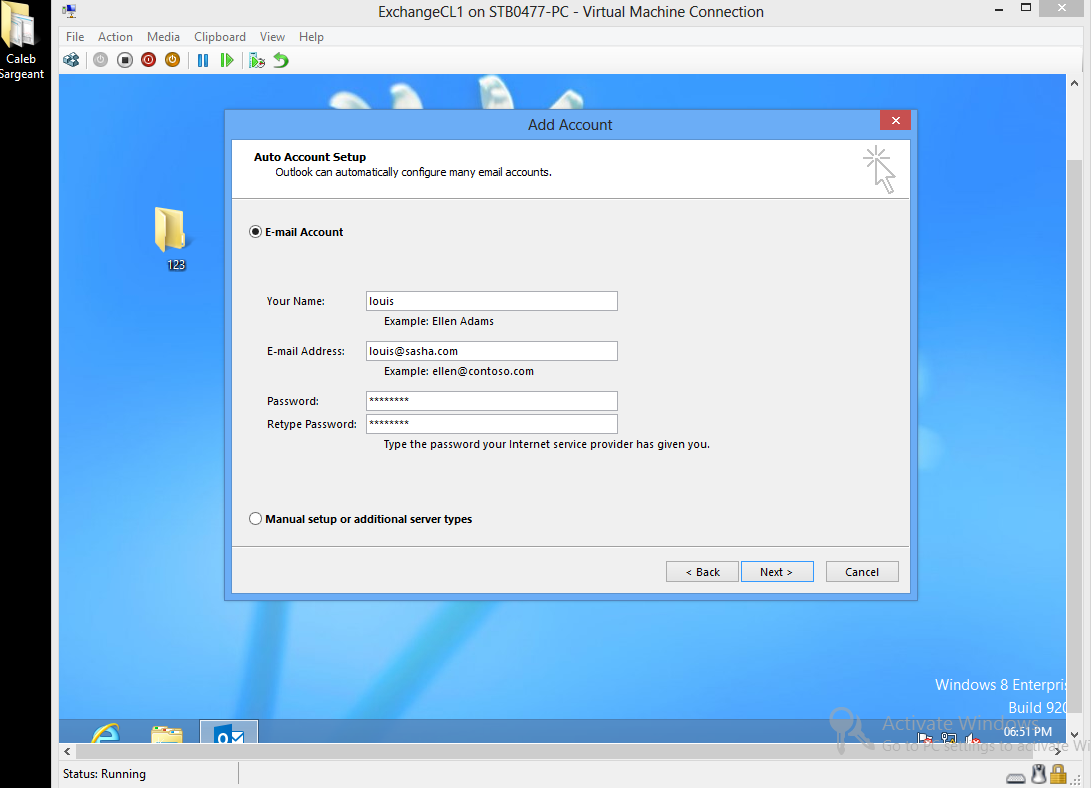 Caleb
Sargeant
ExchangeCL1 on STB0477-PC - Virtual Machine Connection
File Action Media Clipboard View Help
Add Account
Auto Account Setup
Outlook can automatically configure many email accounts.
123
E-mail Account
Your Name: louis
Example: Ellen Adams
E-mail Address: louis@sasha.com
Example: ellen@contoso.com
Password: ********
Retype Password: ********
Type the password your Internet service provider has given you.
Manual setup or additional server types
< Back Next > Cancel
Windows 8 Enterpris
Build 920
Activate Windows
06:51 PM
Go to PC settings to activate Wi
Status: Running